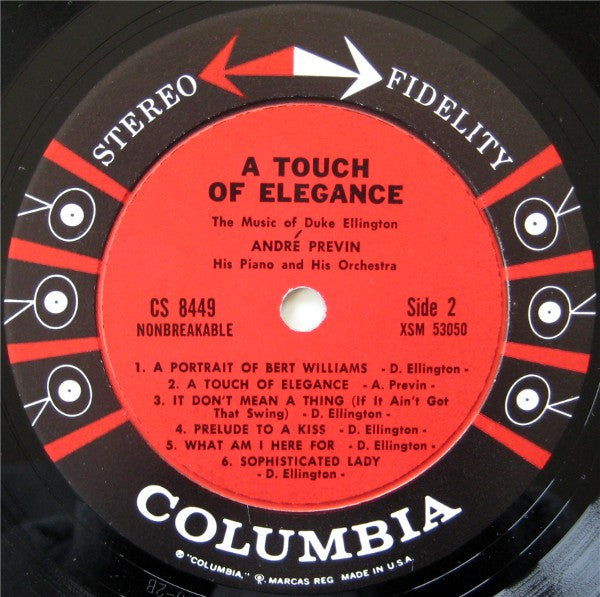 STEREO FIDELITY
A TOUCH
OF ELEGANCE
The Music of Duke Ellington
ANDRÉ PREVIN
His Piano and His Orchestra
CS 8449
NONBREAKABLE
Side 2
XSM 53050
1. A PORTRAIT OF BERT WILLIAMS - D. Ellington -
2. A TOUCH OF ELEGANCE - A. Previn -
3. IT DON'T MEAN A THING (If It Ain't Got
That Swing) - D. Ellington -
4. PRELUDE TO A KISS - D. Ellington -
5. WHAT AM I HERE FOR - D. Ellington -
6. SOPHISTICATED LADY
- D. Ellington -
COLUMBIA
® "COLUMBIA," ® MARCAS REG MADE IN U.S.A.